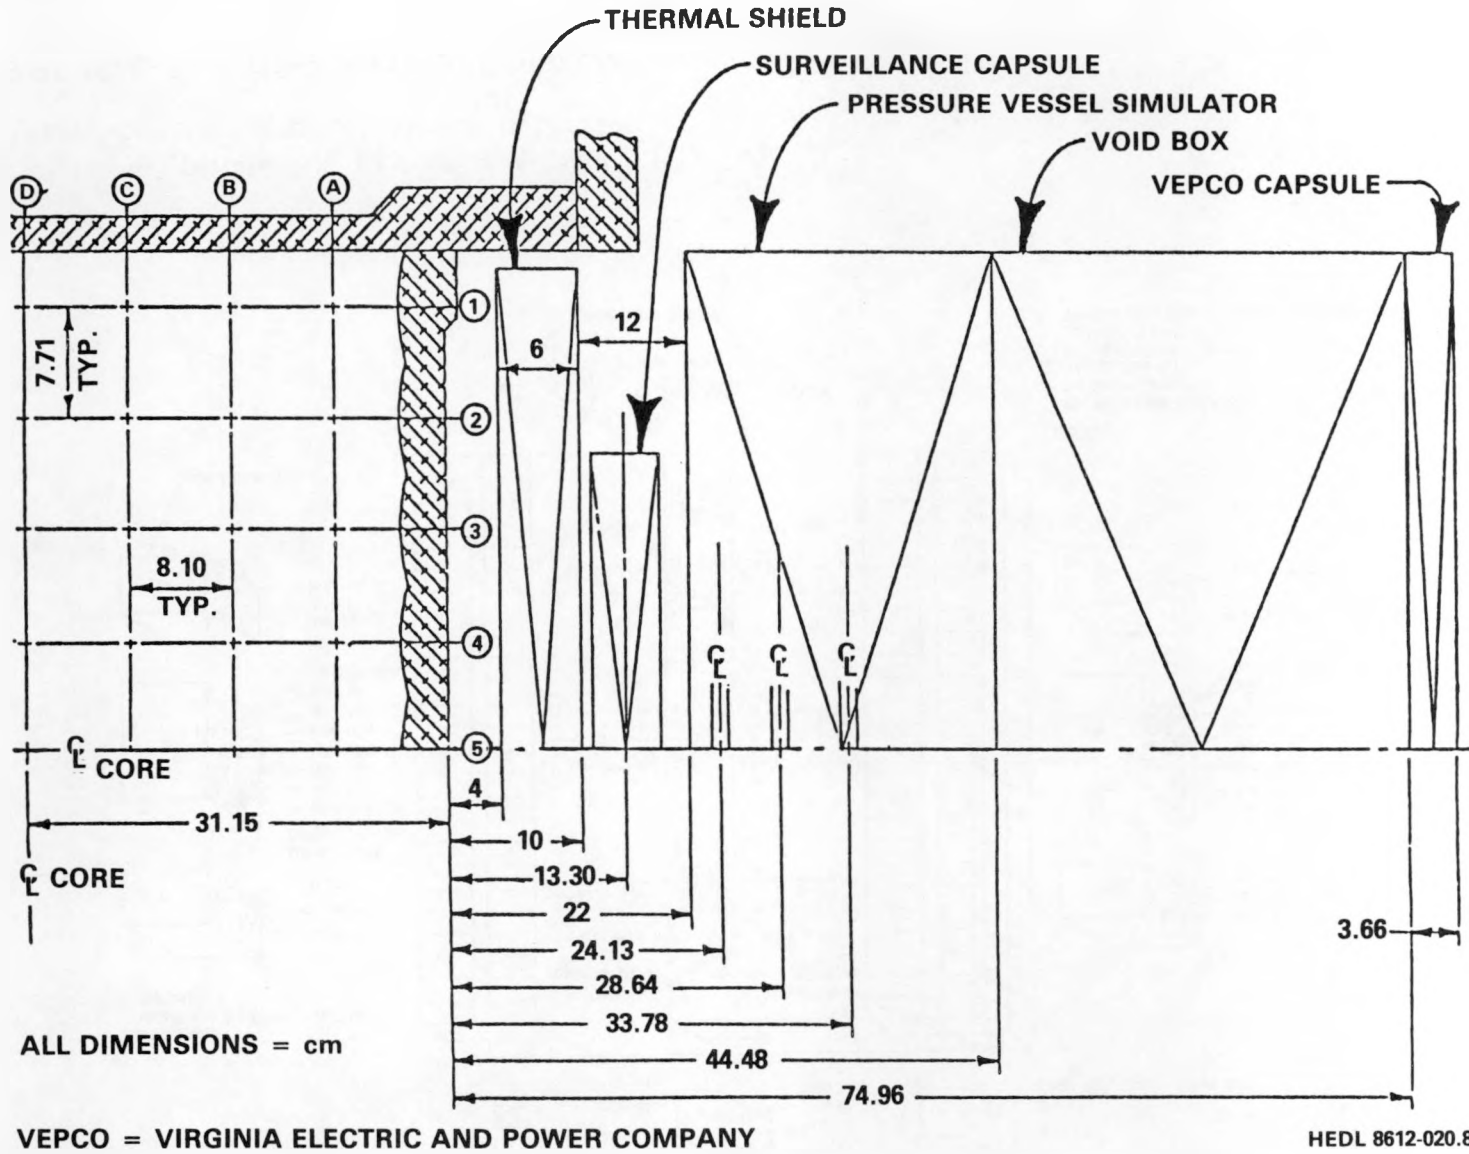 THERMAL SHIELD
SURVEILLANCE CAPSULE
PRESSURE VESSEL SIMULATOR
VOID BOX
VEPCO CAPSULE
D C B A
1
12
7.71 TYP.
6
2
3
8.10
TYP.
4
℄ ℄ ℄
5
℄ CORE
4
31.15
10
℄ CORE
13.30
22
3.66
24.13
28.64
33.78
ALL DIMENSIONS = cm
44.48
74.96
VEPCO = VIRGINIA ELECTRIC AND POWER COMPANY
HEDL 8612-020.8